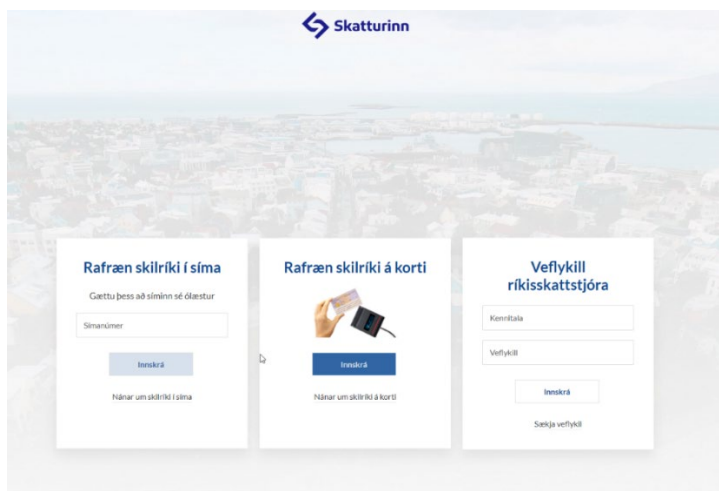 Skatturinn
Rafræn skilríki í síma
Gættu þess að síminn sé ólæstur
Símanúmer
Innskrá
Nánar um skilríki í síma
Rafræn skilríki á korti
Innskrá
Nánar um skilríki á korti
Veflykill
ríkisskattstjóra
Kennitala
Veflykill
Innskrá
Sækja veflykil